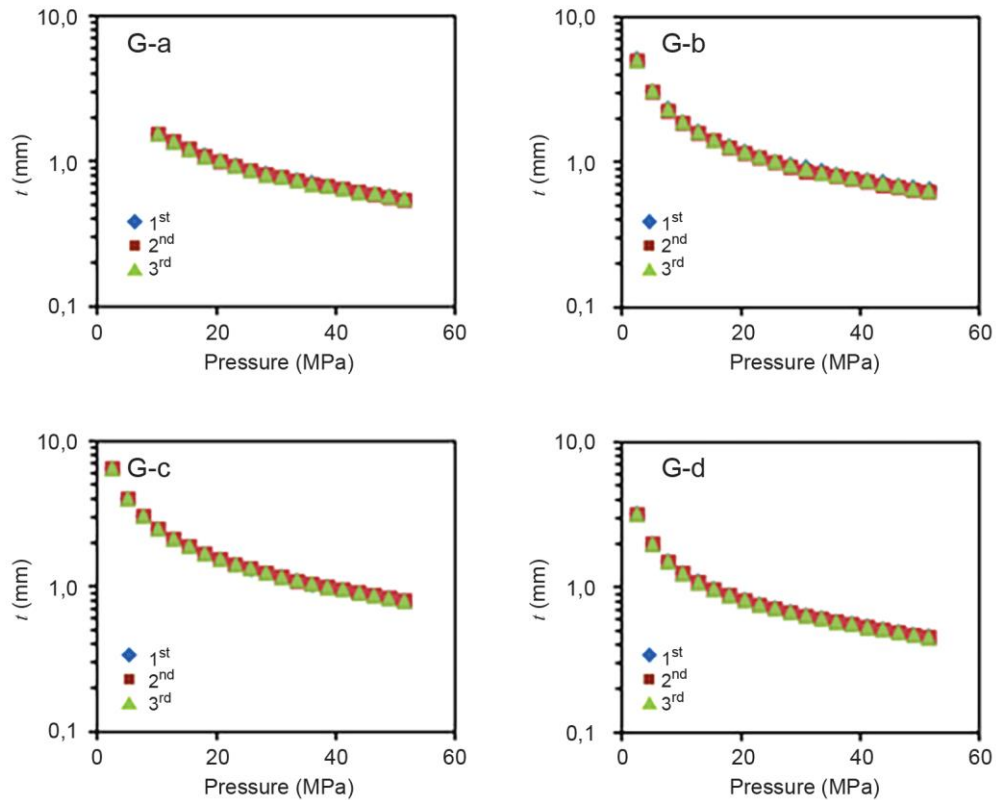 G-a
10,0
1.0
0,1
t (mm)
1st
2nd
3rd
0 20 40 60
Pressure (MPa)
G-b
10,0
1.0
0,1
t (mm)
1st
2nd
3rd
0 20 40 60
Pressure (MPa)
G-c
10,0
1.0
0,1
t (mm)
1st
2nd
3rd
0 20 40 60
Pressure (MPa)
G-d
10,0
1.0
0,1
t (mm)
1st
2nd
3rd
0 20 40 60
Pressure (MPa)